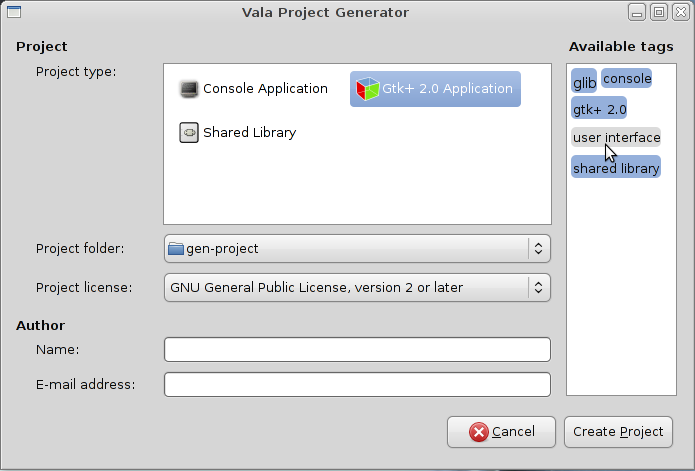 Vala Project Generator
Project
Project type:
Console Application
Gtk+ 2.0 Application
Shared Library
Project folder:
gen-project
Project license:
GNU General Public License, version 2 or later
Author
Name:
E-mail address:
Available tags
glib console
gtk+ 2.0
user interface
shared library
Cancel
Create Project